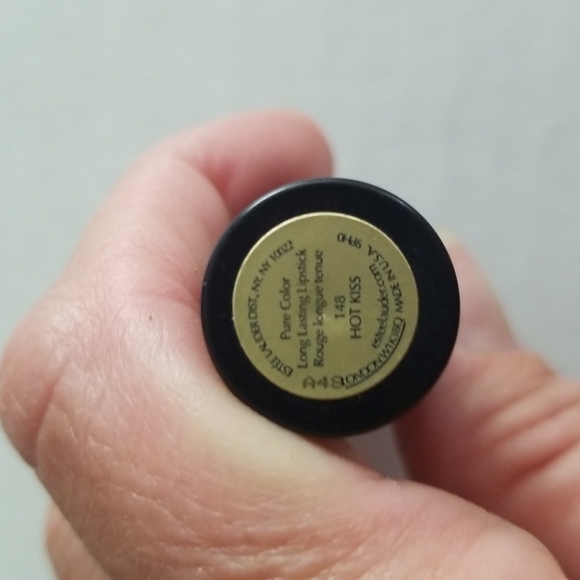 ESTÉE LAUDER DIST., NY, NY 10022
Pure Color
Long Lasting Lipstick
Rouge longue tenue
148
HOT KISS
esteelauder.com
MADE IN U.S.A.